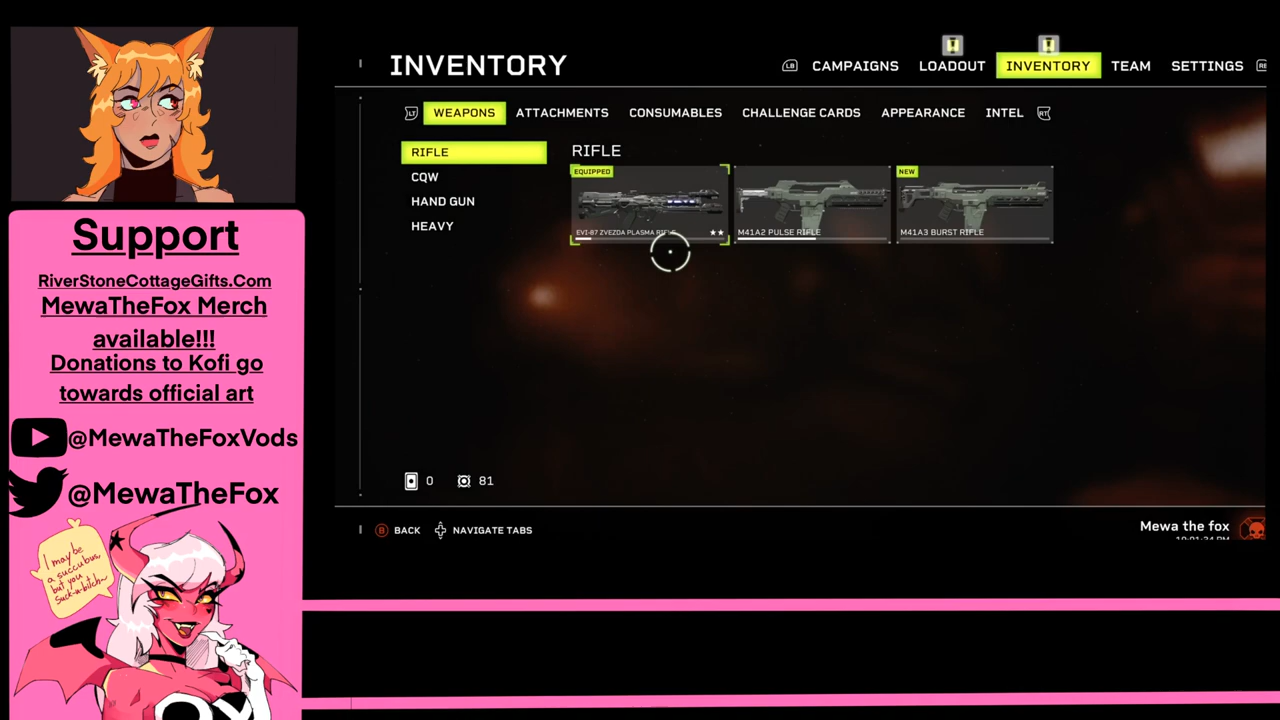 INVENTORY
LB CAMPAIGNS LOADOUT INVENTORY TEAM SETTINGS
LT WEAPONS ATTACHMENTS CONSUMABLES CHALLENGE CARDS APPEARANCE INTEL RT
RIFLE
CQW
HAND GUN
HEAVY
RIFLE
EQUIPPED
EVI-87 ZVEZDA PLASMA RIFLE
M41A2 PULSE RIFLE
NEW
M41A3 BURST RIFLE
0 81
B BACK NAVIGATE TABS
Mewa the fox
Support
RiverStoneCottageGifts.Com
MewaTheFox Merch
available!!!
Donations to Kofi go
towards official art
@MewaTheFoxVods
@MewaTheFox
I may be
a succubus,
but you
suck-a-bitch~